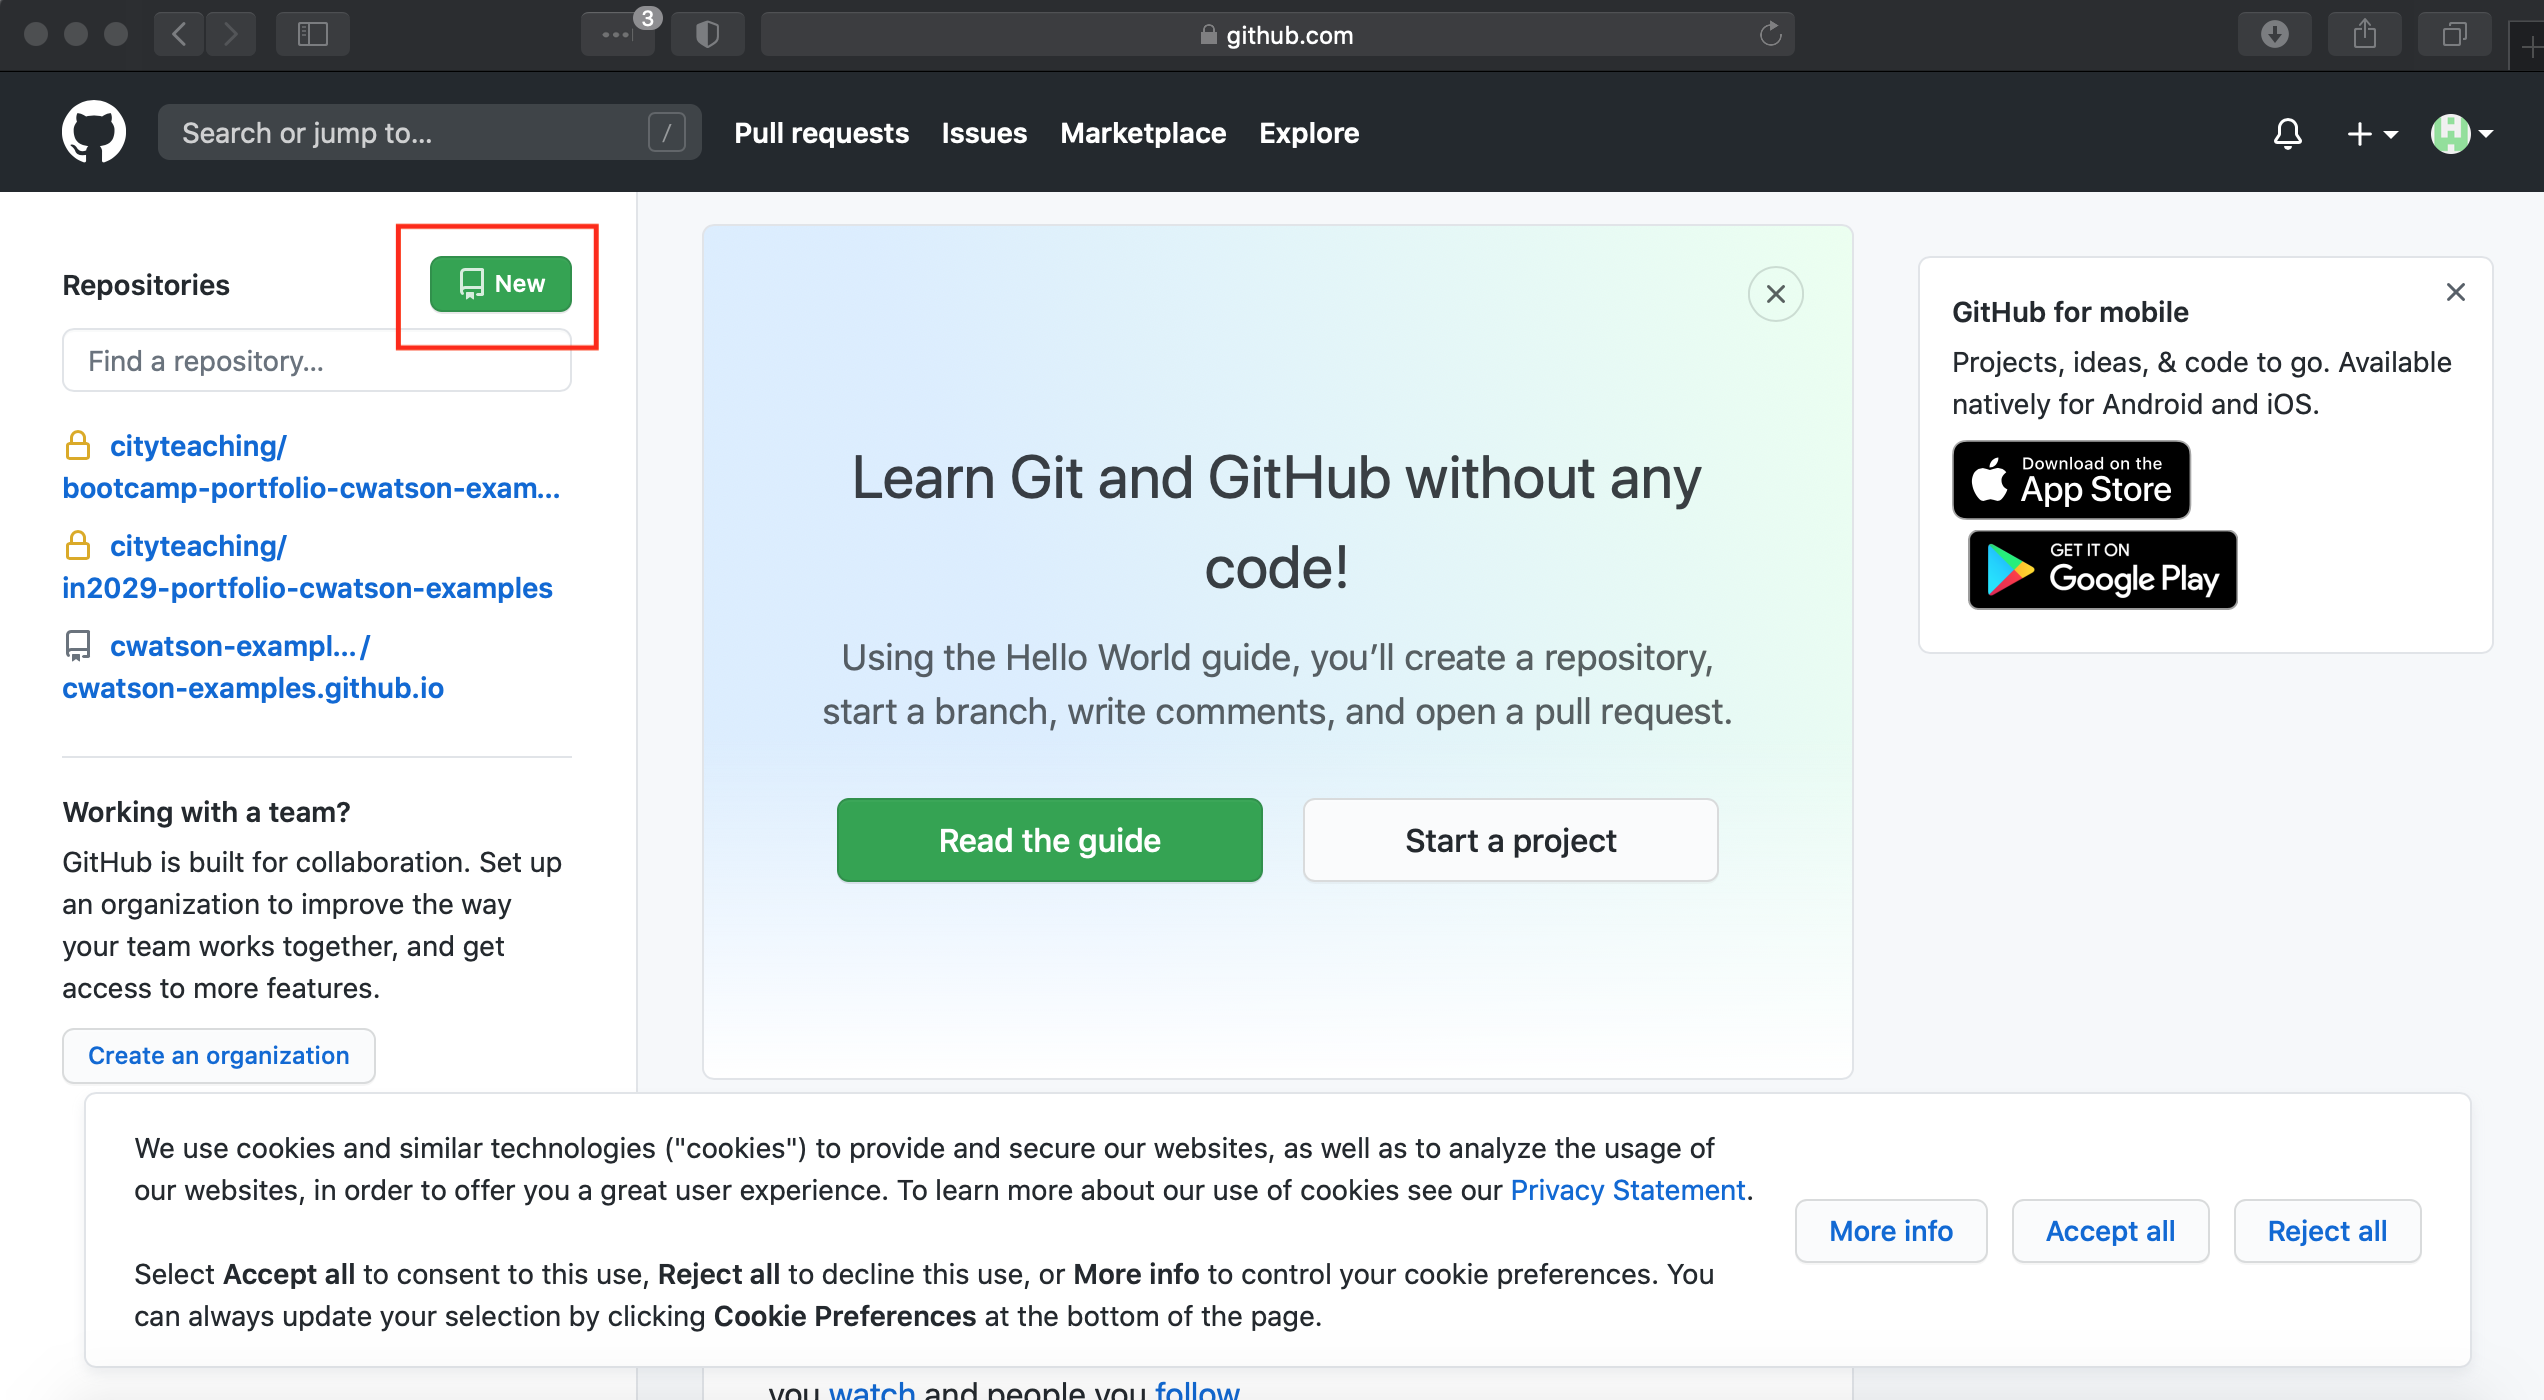 3
github.com
Search or jump to...
/
Pull requests
Issues
Marketplace
Explore
Repositories
New
Find a repository...
cityteaching/
bootcamp-portfolio-cwatson-exam...
cityteaching/
in2029-portfolio-cwatson-examples
cwatson-exampl... /
cwatson-examples.github.io
Working with a team?
GitHub is built for collaboration. Set up
an organization to improve the way
your team works together, and get
access to more features.
Create an organization
Learn Git and GitHub without any
code!
Using the Hello World guide, you’ll create a repository,
start a branch, write comments, and open a pull request.
Read the guide
Start a project
GitHub for mobile
Projects, ideas, & code to go. Available
natively for Android and iOS.
Download on the
App Store
GET IT ON
Google Play
We use cookies and similar technologies ("cookies") to provide and secure our websites, as well as to analyze the usage of
our websites, in order to offer you a great user experience. To learn more about our use of cookies see our Privacy Statement.
Select Accept all to consent to this use, Reject all to decline this use, or More info to control your cookie preferences. You
can always update your selection by clicking Cookie Preferences at the bottom of the page.
More info
Accept all
Reject all
you watch and people you follow